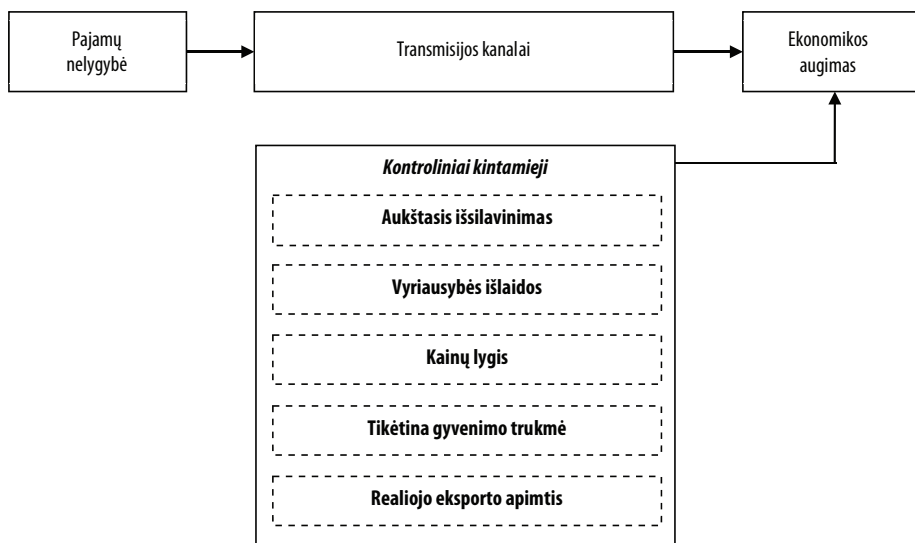 Pajamų
nelygybė
Transmisijos kanalai
Ekonomikos
augimas
Kontroliniai kintamieji
Aukštasis išsilavinimas
Vyriausybės išlaidos
Kainų lygis
Tikėtina gyvenimo trukmė
Realiojo eksporto apimtis